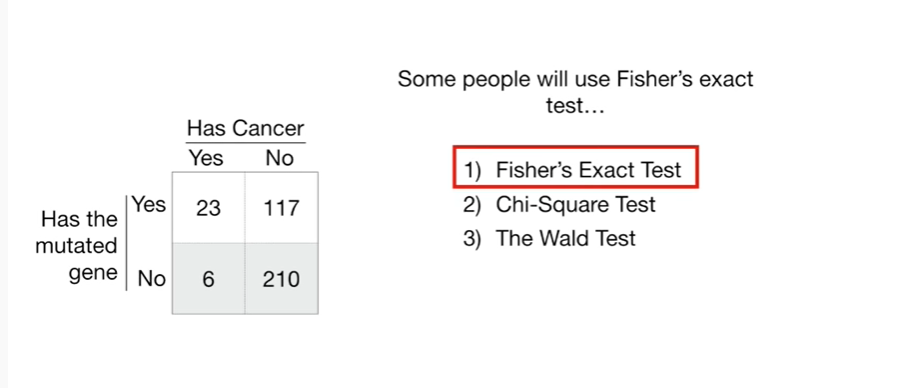 Some people will use Fisher's exact
test...
Has Cancer
Yes No
Has the
mutated
gene
Yes 23 117
No 6 210
1) Fisher's Exact Test
2) Chi-Square Test
3) The Wald Test